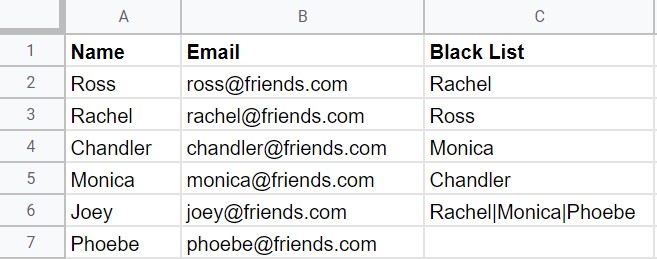 A B C
1 Name Email Black List
2 Ross ross@friends.com Rachel
3 Rachel rachel@friends.com Ross
4 Chandler chandler@friends.com Monica
5 Monica monica@friends.com Chandler
6 Joey joey@friends.com Rachel|Monica|Phoebe
7 Phoebe phoebe@friends.com